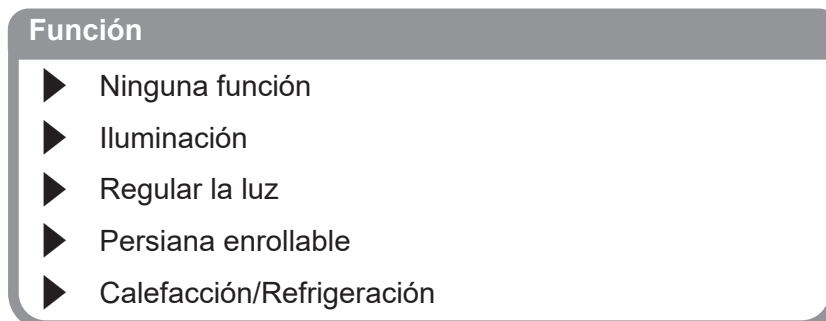 Función
Ninguna función
Iluminación
Regular la luz
Persiana enrollable
Calefacción/Refrigeración